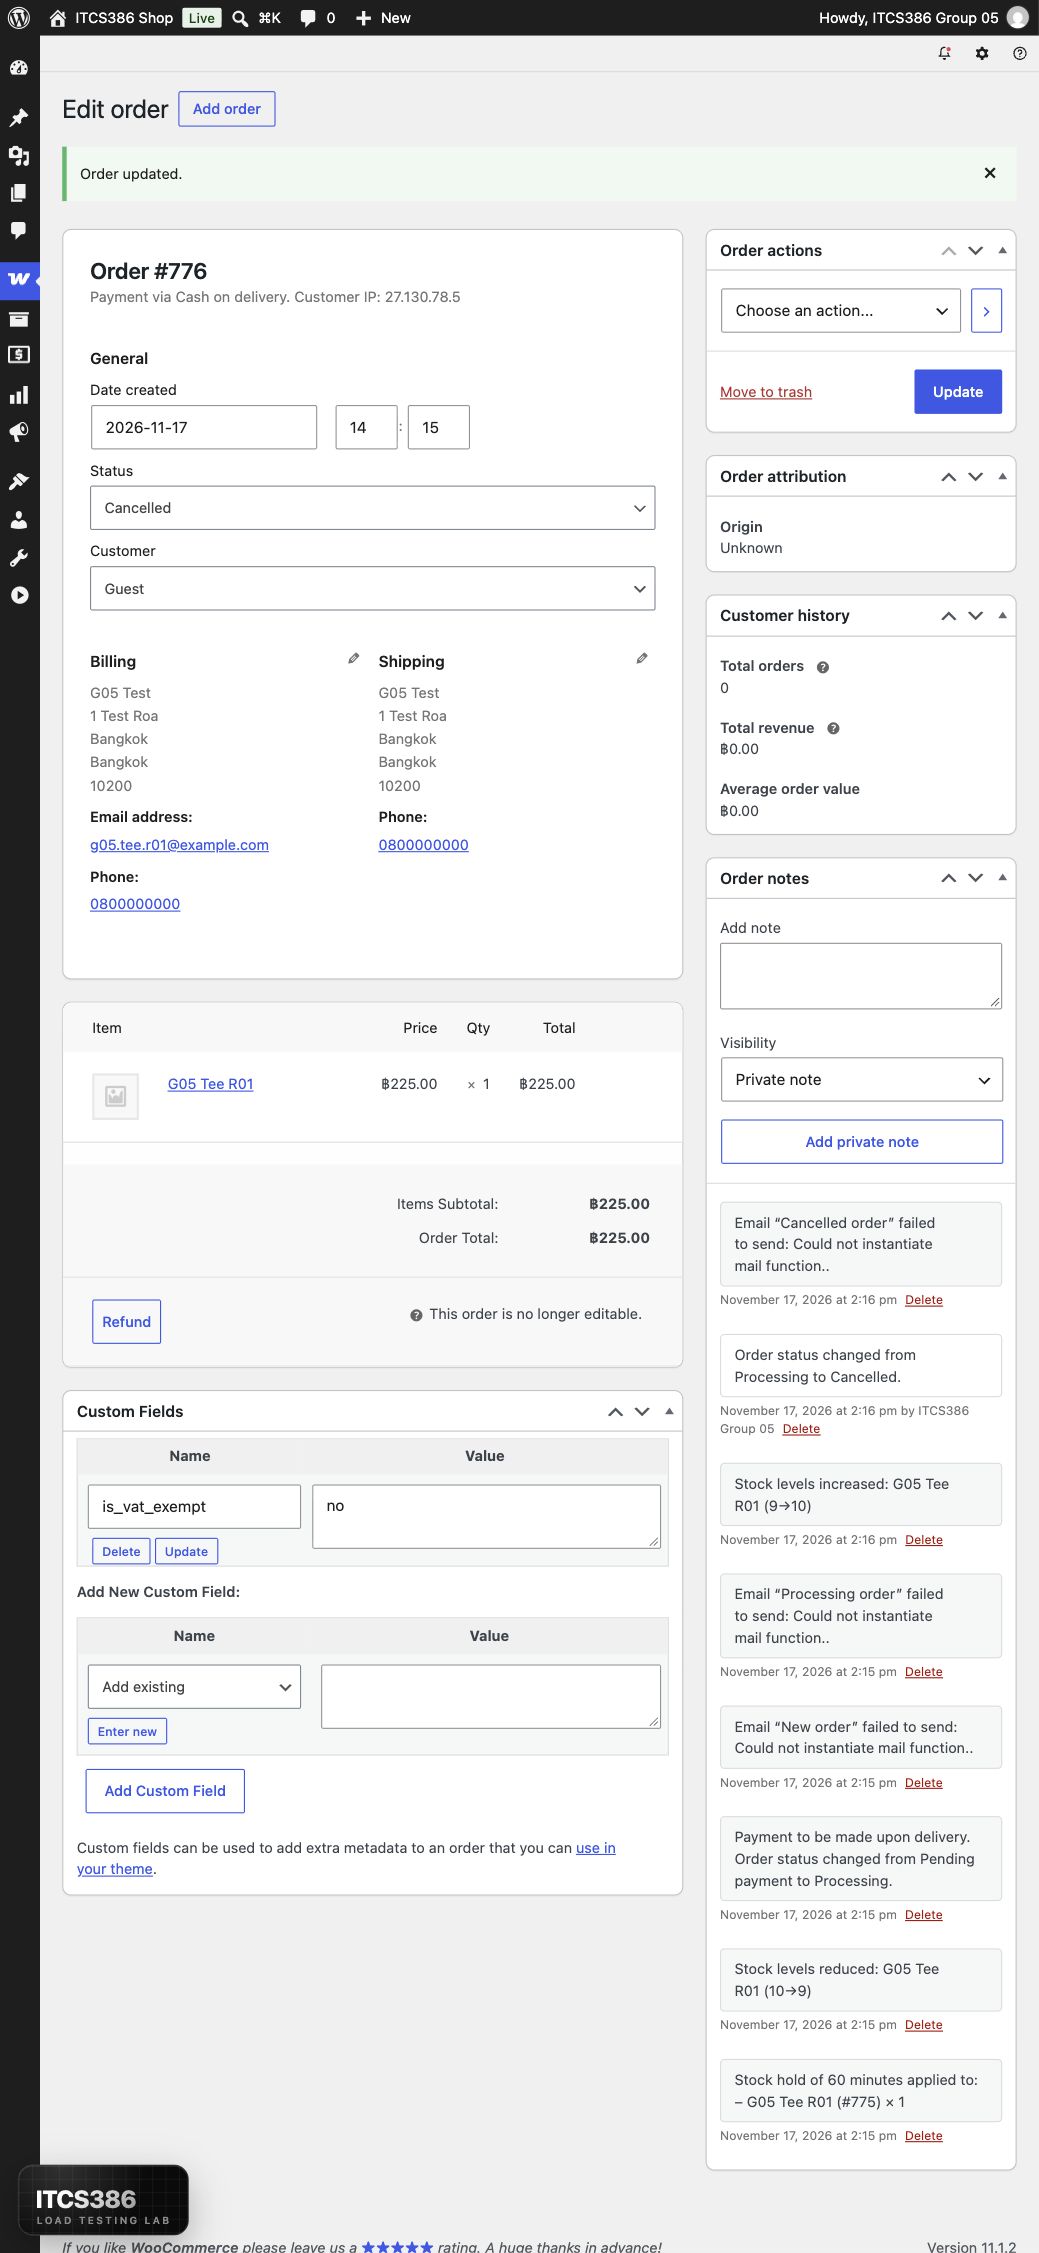 ITCS386 Shop Live ⌘K 0 New
Howdy, ITCS386 Group 05
Edit order
Add order
Order updated.
Order #776
Payment via Cash on delivery. Customer IP: 27.130.78.5
General
Date created
2026-11-17 14 : 15
Status
Cancelled
Customer
Guest
Billing
G05 Test
1 Test Roa
Bangkok
Bangkok
10200
Email address:
g05.tee.r01@example.com
Phone:
0800000000
Shipping
G05 Test
1 Test Roa
Bangkok
Bangkok
10200
Phone:
0800000000
Item Price Qty Total
G05 Tee R01 ฿225.00 × 1 ฿225.00
Items Subtotal: ฿225.00
Order Total: ฿225.00
Refund
This order is no longer editable.
Custom Fields
Name Value
is_vat_exempt no
Delete Update
Add New Custom Field:
Name Value
Add existing
Enter new
Add Custom Field
Custom fields can be used to add extra metadata to an order that you can use in
your theme.
Order actions
Choose an action...
Move to trash
Update
Order attribution
Origin
Unknown
Customer history
Total orders
0
Total revenue
฿0.00
Average order value
฿0.00
Order notes
Add note
Visibility
Private note
Add private note
Email “Cancelled order” failed
to send: Could not instantiate
mail function..
November 17, 2026 at 2:16 pm Delete
Order status changed from
Processing to Cancelled.
November 17, 2026 at 2:16 pm by ITCS386
Group 05 Delete
Stock levels increased: G05 Tee
R01 (9→10)
November 17, 2026 at 2:16 pm Delete
Email “Processing order” failed
to send: Could not instantiate
mail function..
November 17, 2026 at 2:15 pm Delete
Email “New order” failed to send:
Could not instantiate mail function..
November 17, 2026 at 2:15 pm Delete
Payment to be made upon delivery.
Order status changed from Pending
payment to Processing.
November 17, 2026 at 2:15 pm Delete
Stock levels reduced: G05 Tee
R01 (10→9)
November 17, 2026 at 2:15 pm Delete
Stock hold of 60 minutes applied to:
– G05 Tee R01 (#775) × 1
November 17, 2026 at 2:15 pm Delete
ITCS386
LOAD TESTING LAB
If you like WooCommerce please leave us a ★★★★★ rating. A huge thanks in advance!
Version 11.1.2